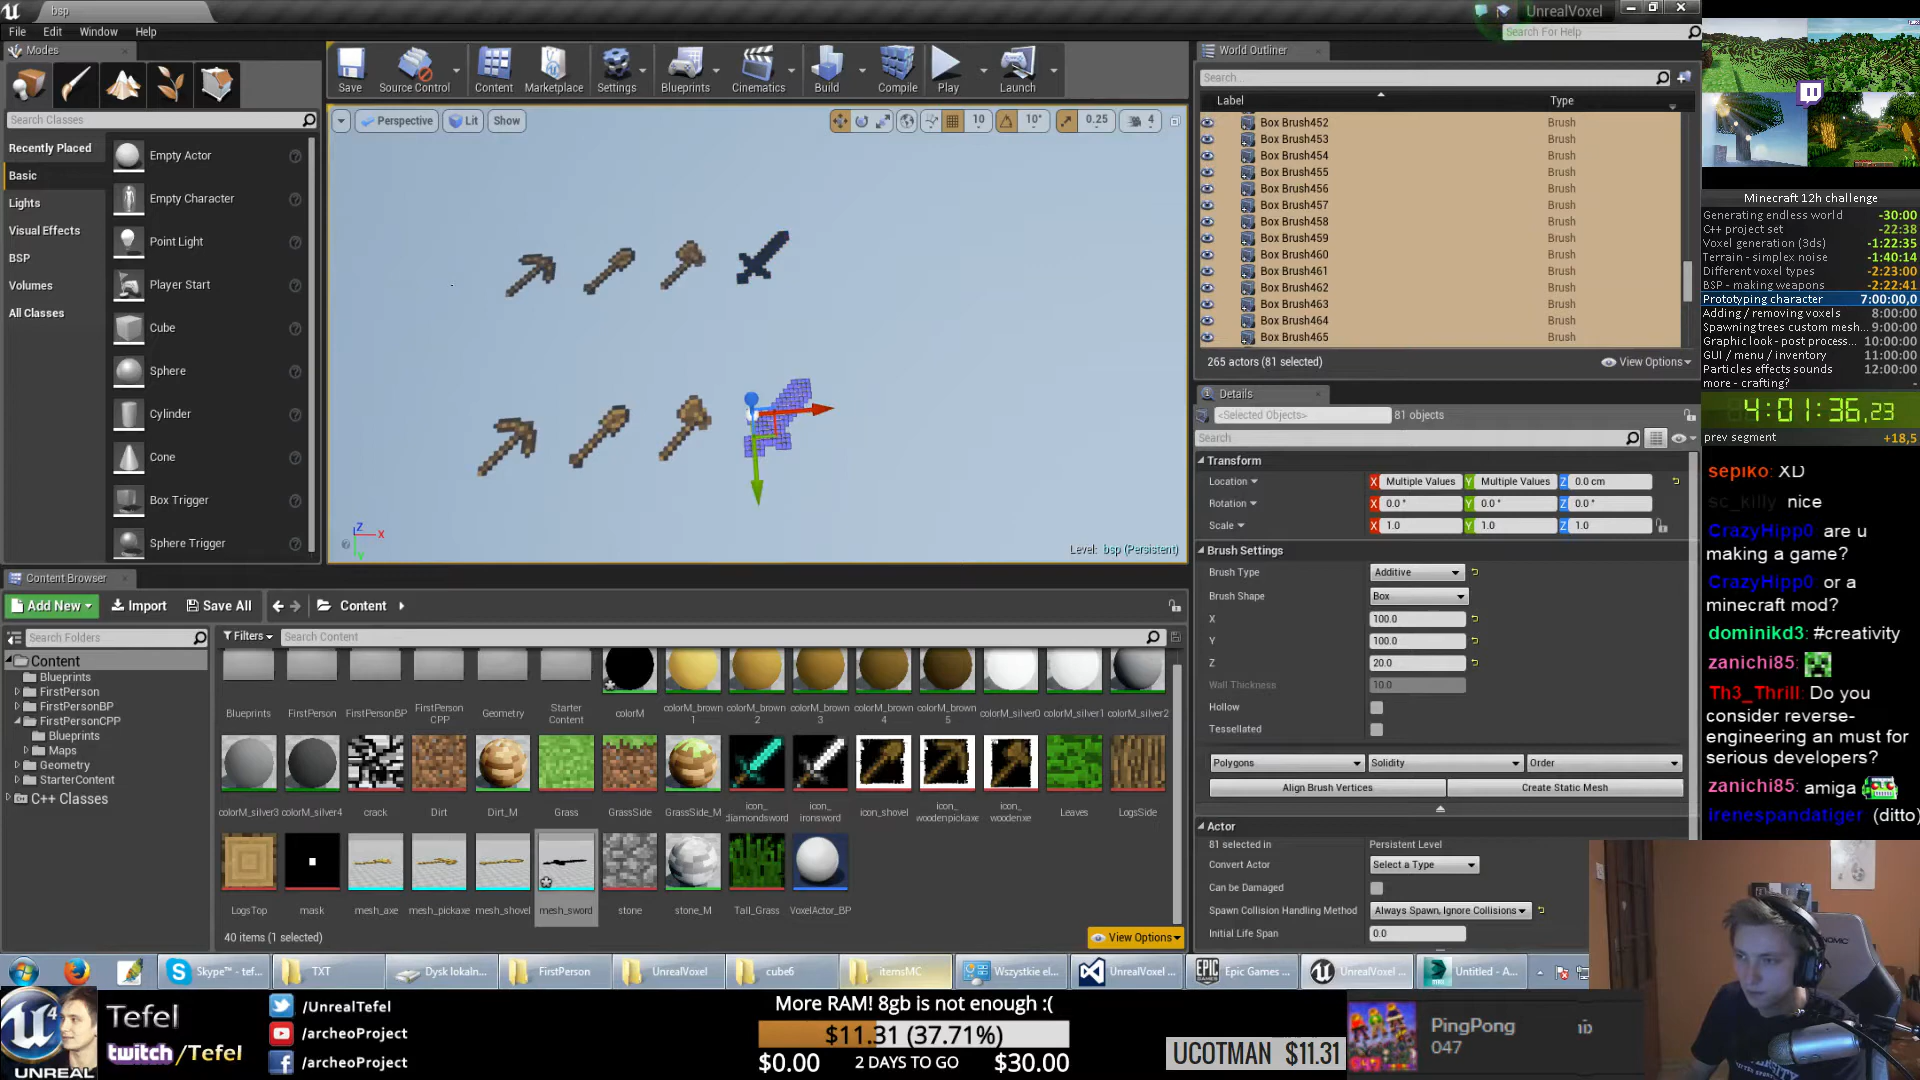 bsp
UnrealVoxel
File Edit Window Help
Search For Help
Modes
Search Classes
Recently Placed
Basic
Lights
Visual Effects
BSP
Volumes
All Classes
Empty Actor
Empty Character
Point Light
Player Start
Cube
Sphere
Cylinder
Cone
Box Trigger
Sphere Trigger
Save
Source Control
Content
Marketplace
Settings
Blueprints
Cinematics
Build
Compile
Play
Launch
Perspective
Lit
Show
10
10°
0.25
4
Z
X
Y
Level: bsp (Persistent)
World Outliner
Search...
Label
Type
Box Brush452 Brush
Box Brush453 Brush
Box Brush454 Brush
Box Brush455 Brush
Box Brush456 Brush
Box Brush457 Brush
Box Brush458 Brush
Box Brush459 Brush
Box Brush460 Brush
Box Brush461 Brush
Box Brush462 Brush
Box Brush463 Brush
Box Brush464 Brush
Box Brush465 Brush
265 actors (81 selected)
View Options
Details
<Selected Objects>
81 objects
Search
Transform
Location X Multiple Values Y Multiple Values Z 0.0 cm
Rotation X 0.0 ° Y 0.0 ° Z 0.0 °
Scale X 1.0 Y 1.0 Z 1.0
Brush Settings
Brush Type Additive
Brush Shape Box
X 100.0
Y 100.0
Z 20.0
Wall Thickness 10.0
Hollow
Tessellated
Polygons
Solidity
Order
Align Brush Vertices
Create Static Mesh
Actor
81 selected in Persistent Level
Convert Actor Select a Type
Can be Damaged
Spawn Collision Handling Method Always Spawn, Ignore Collisions
Initial Life Span 0.0
Content Browser
Add New
Import
Save All
Content
Search Folders
Filters
Search Content
Content
Blueprints
FirstPerson
FirstPersonBP
FirstPersonCPP
Blueprints
Maps
Geometry
StarterContent
C++ Classes
Blueprints
FirstPerson
FirstPersonBP
FirstPerson
CPP
Geometry
Starter
Content
colorM
colorM_brown
1
colorM_brown
2
colorM_brown
3
colorM_brown
4
colorM_brown
5
colorM_silver0
colorM_silver1
colorM_silver2
colorM_silver3
colorM_silver4
crack
Dirt
Dirt_M
Grass
GrassSide
GrassSide_M
icon_
diamondsword
icon_
ironsword
icon_shovel
icon_
woodenpickaxe
icon_
woodenxe
Leaves
LogsSide
LogsTop
mask
mesh_axe
mesh_pickaxe
mesh_shovel
mesh_sword
stone
stone_M
Tall_Grass
VoxelActor_BP
40 items (1 selected)
View Options
Skype™ - tef...
TXT
Dysk lokaln...
FirstPerson
UnrealVoxel
cube6
itemsMC
Wszystkie el...
UnrealVoxel ...
Epic Games ...
UnrealVoxel ...
Untitled - A...
Minecraft 12h challenge
Generating endless world -30:00
C++ project set -22:38
Voxel generation (3ds) -1:22:35
Terrain - simplex noise -1:40:14
Different voxel types -2:23:00
BSP - making weapons -2:22:41
Prototyping character 7:00:00,0
Adding / removing voxels 8:00:00
Spawning trees custom mesh... 9:00:00
Graphic look - post process... 10:00:00
GUI / menu / inventory 11:00:00
Particles effects sounds 12:00:00
more - crafting? -
4:01:36,23
prev segment +18,5
sepiko: XD
sc_killy nice
CrazyHipp0 are u
making a game?
CrazyHipp0 or a
minecraft mod?
dominikd3: #creativity
zanichi85:
Th3_Thrill: Do you
consider reverse-
engineering an must for
serious developers?
zanichi85: amiga
irenespandatiger (ditto)
UNREAL
Tefel
twitch/Tefel
/UnrealTefel
/archeoProject
/archeoProject
More RAM! 8gb is not enough :(
$11.31 (37.71%)
$0.00 2 DAYS TO GO $30.00
UCOTMAN $11.31
PingPong
047